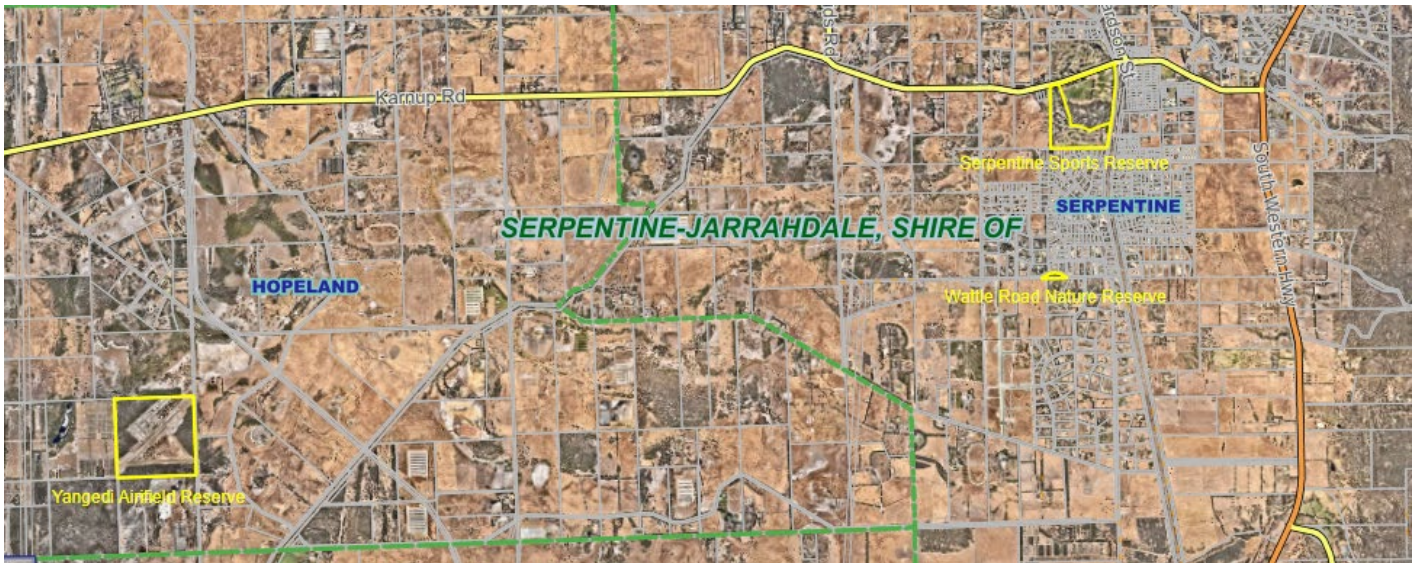 Karnup Rd
Serpentine Sports Reserve
SERPENTINE
SERPENTINE-JARRAHDALE, SHIRE OF
South Western Hwy
HOPELAND
Wattle Road Nature Reserve
Yangedi Airfield Reserve